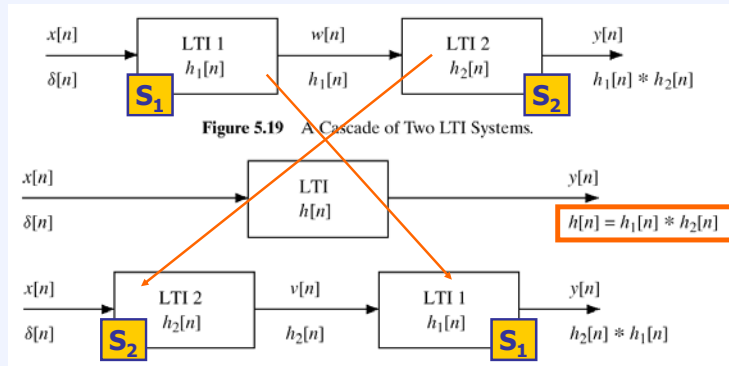 x[n] LTI 1 w[n] LTI 2 y[n]
h₁[n] h₂[n]
δ[n] h₁[n] h₁[n] * h₂[n]
S₁ S₂
Figure 5.19 A Cascade of Two LTI Systems.
x[n] LTI y[n]
h[n]
δ[n] h[n] = h₁[n] * h₂[n]
x[n] LTI 2 v[n] LTI 1 y[n]
h₂[n] h₁[n]
δ[n] h₂[n] h₂[n] * h₁[n]
S₂ S₁